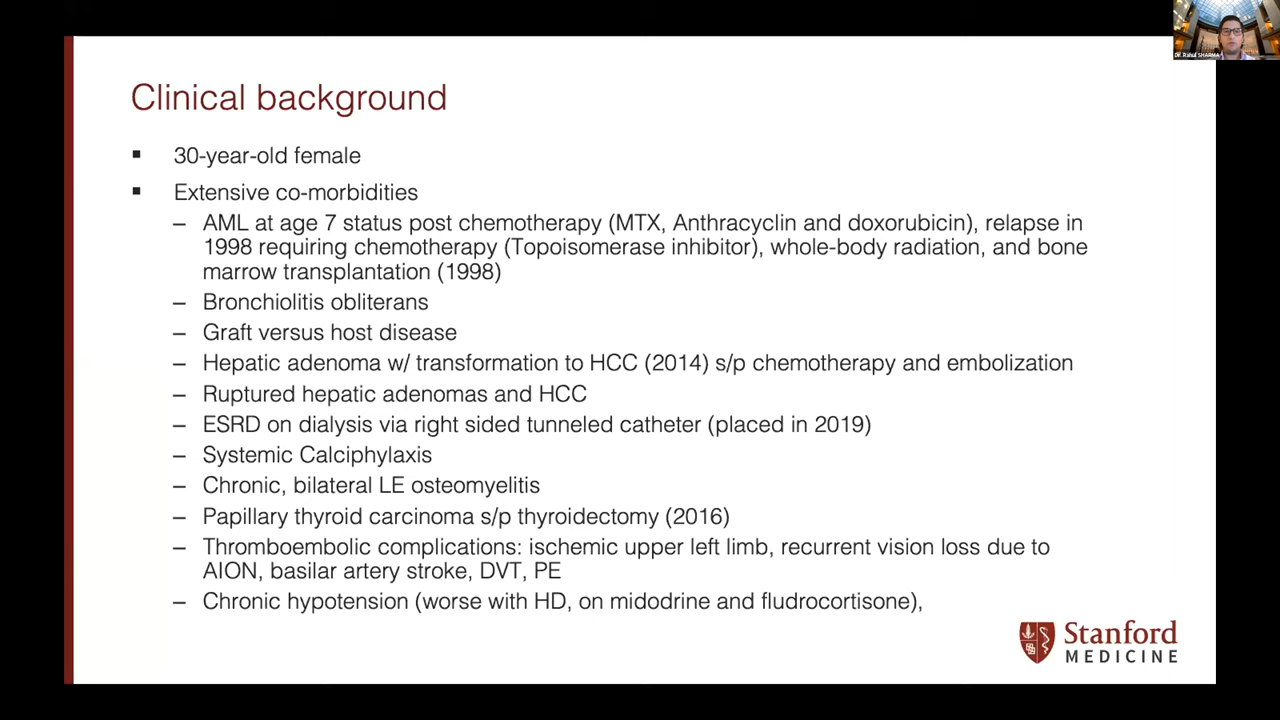 Dr. Rahul SHARMA
Clinical background
▪ 30-year-old female
▪ Extensive co-morbidities
– AML at age 7 status post chemotherapy (MTX, Anthracyclin and doxorubicin), relapse in
1998 requiring chemotherapy (Topoisomerase inhibitor), whole-body radiation, and bone
marrow transplantation (1998)
– Bronchiolitis obliterans
– Graft versus host disease
– Hepatic adenoma w/ transformation to HCC (2014) s/p chemotherapy and embolization
– Ruptured hepatic adenomas and HCC
– ESRD on dialysis via right sided tunneled catheter (placed in 2019)
– Systemic Calciphylaxis
– Chronic, bilateral LE osteomyelitis
– Papillary thyroid carcinoma s/p thyroidectomy (2016)
– Thromboembolic complications: ischemic upper left limb, recurrent vision loss due to
AION, basilar artery stroke, DVT, PE
– Chronic hypotension (worse with HD, on midodrine and fludrocortisone),
Stanford
MEDICINE